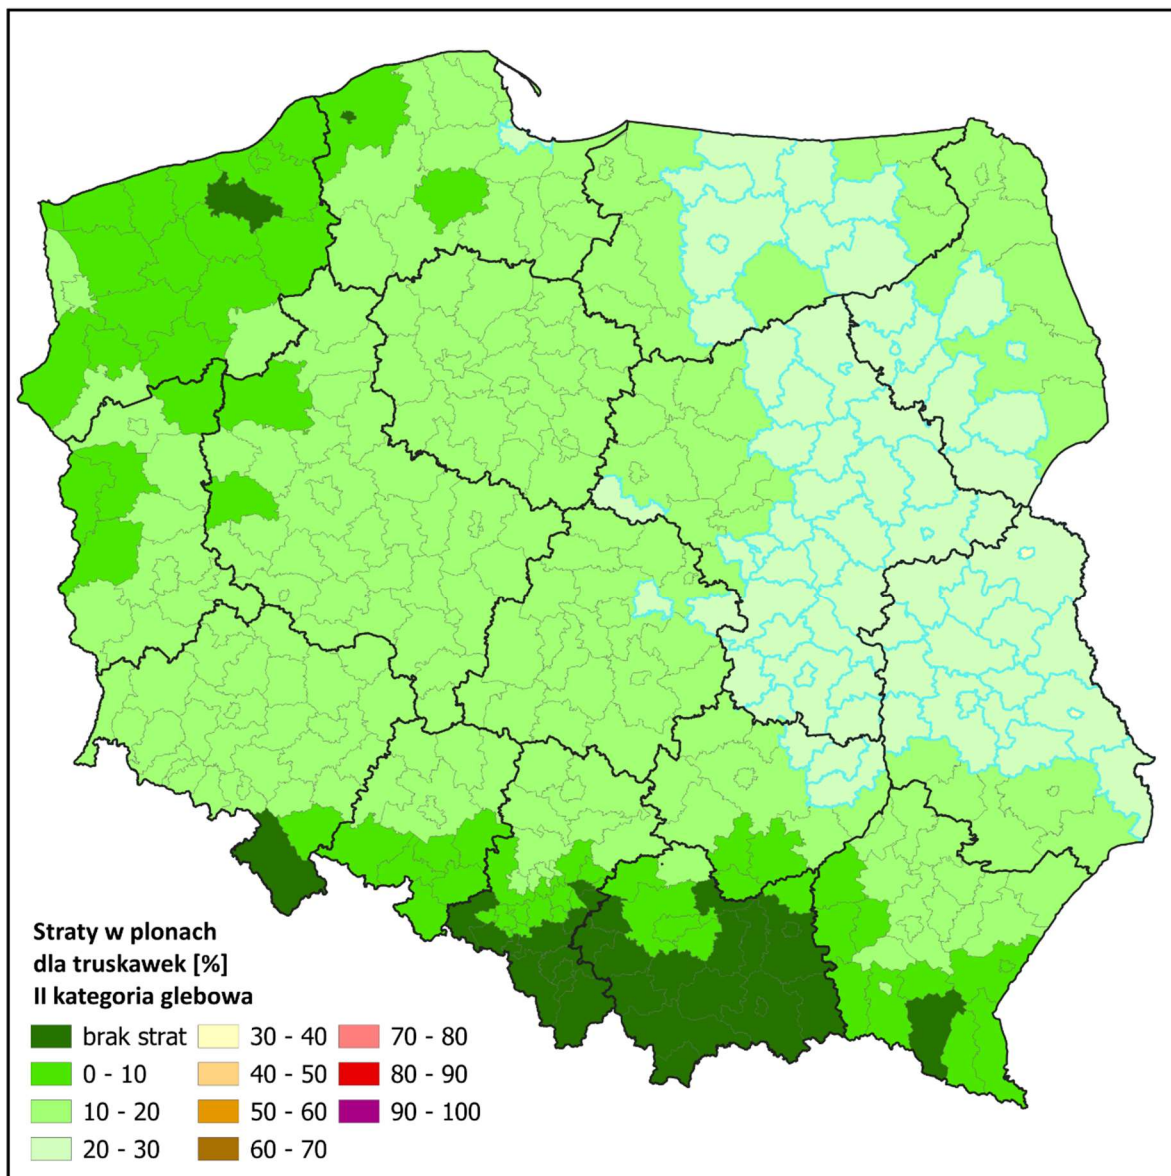 Straty w plonach
dla truskawek [%]
II kategoria glebowa
brak strat
0 - 10
10 - 20
20 - 30
30 - 40
40 - 50
50 - 60
60 - 70
70 - 80
80 - 90
90 - 100